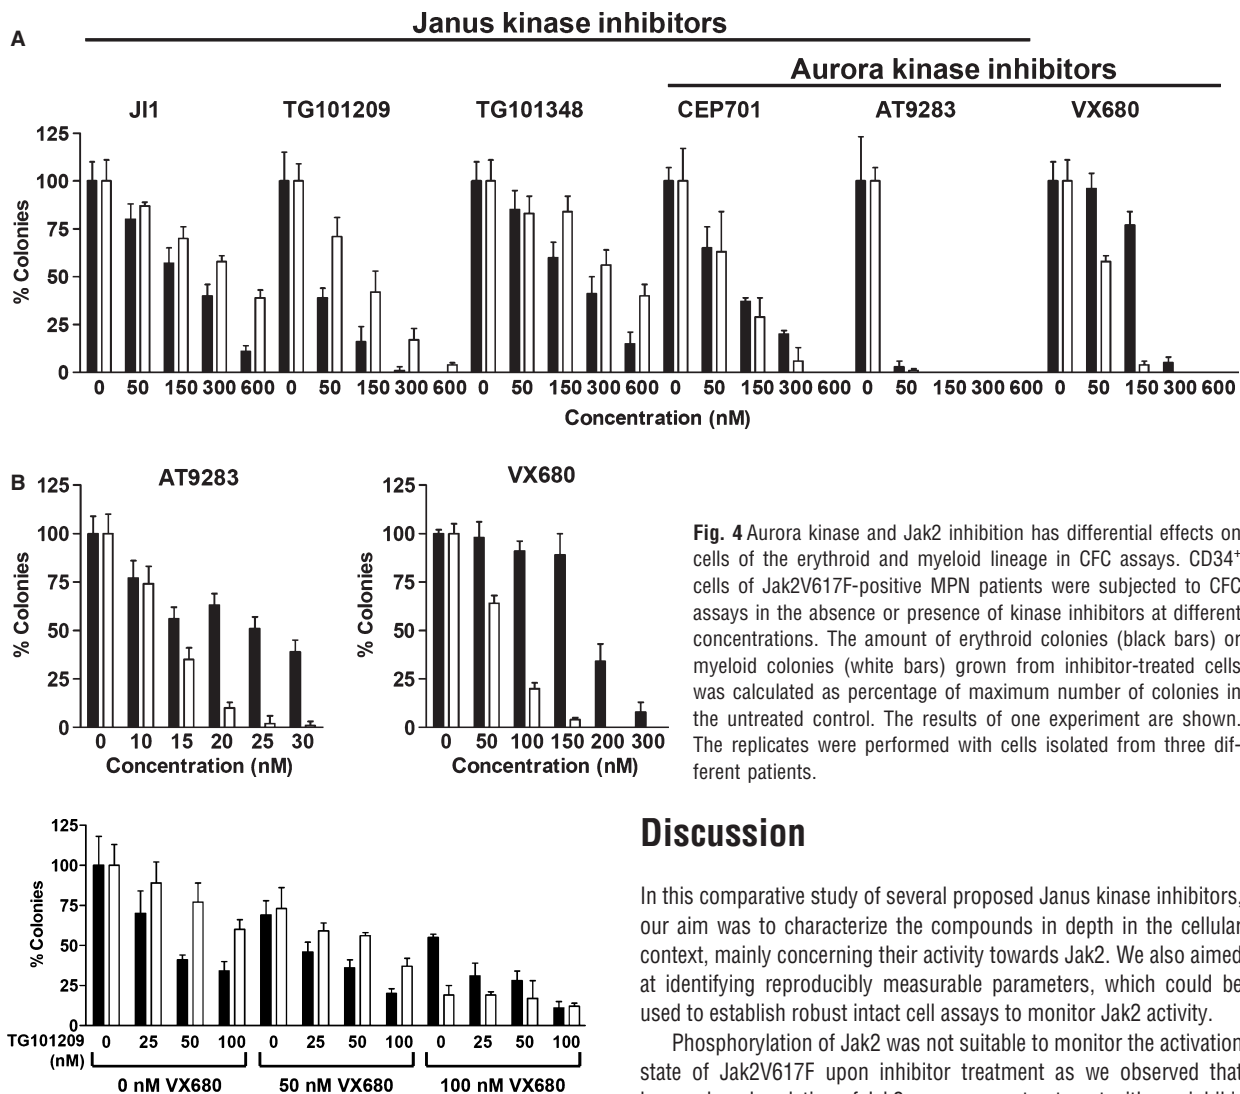 A
Janus kinase inhibitors
Aurora kinase inhibitors
JI1 TG101209 TG101348 CEP701 AT9283 VX680
125
100
75
50
25
0
% Colonies
0 50 150 300 600 0 50 150 300 600 0 50 150 300 600 0 50 150 300 600 0 50 150 300 600 0 50 150 300 600
Concentration (nM)
B
AT9283
125
100
75
50
25
0
% Colonies
0 10 15 20 25 30
Concentration (nM)
VX680
125
100
75
50
25
0
% Colonies
0 50 100 150 200 300
Concentration (nM)
Fig. 4 Aurora kinase and Jak2 inhibition has differential effects on
cells of the erythroid and myeloid lineage in CFC assays. CD34+
cells of Jak2V617F-positive MPN patients were subjected to CFC
assays in the absence or presence of kinase inhibitors at different
concentrations. The amount of erythroid colonies (black bars) or
myeloid colonies (white bars) grown from inhibitor-treated cells
was calculated as percentage of maximum number of colonies in
the untreated control. The results of one experiment are shown.
The replicates were performed with cells isolated from three dif-
ferent patients.
125
100
75
50
25
0
% Colonies
TG101209 0 25 50 100 0 25 50 100 0 25 50 100
(nM)
0 nM VX680 50 nM VX680 100 nM VX680
Discussion
In this comparative study of several proposed Janus kinase inhibitors,
our aim was to characterize the compounds in depth in the cellular
context, mainly concerning their activity towards Jak2. We also aimed
at identifying reproducibly measurable parameters, which could be
used to establish robust intact cell assays to monitor Jak2 activity.
Phosphorylation of Jak2 was not suitable to monitor the activation
state of Jak2V617F upon inhibitor treatment as we observed that